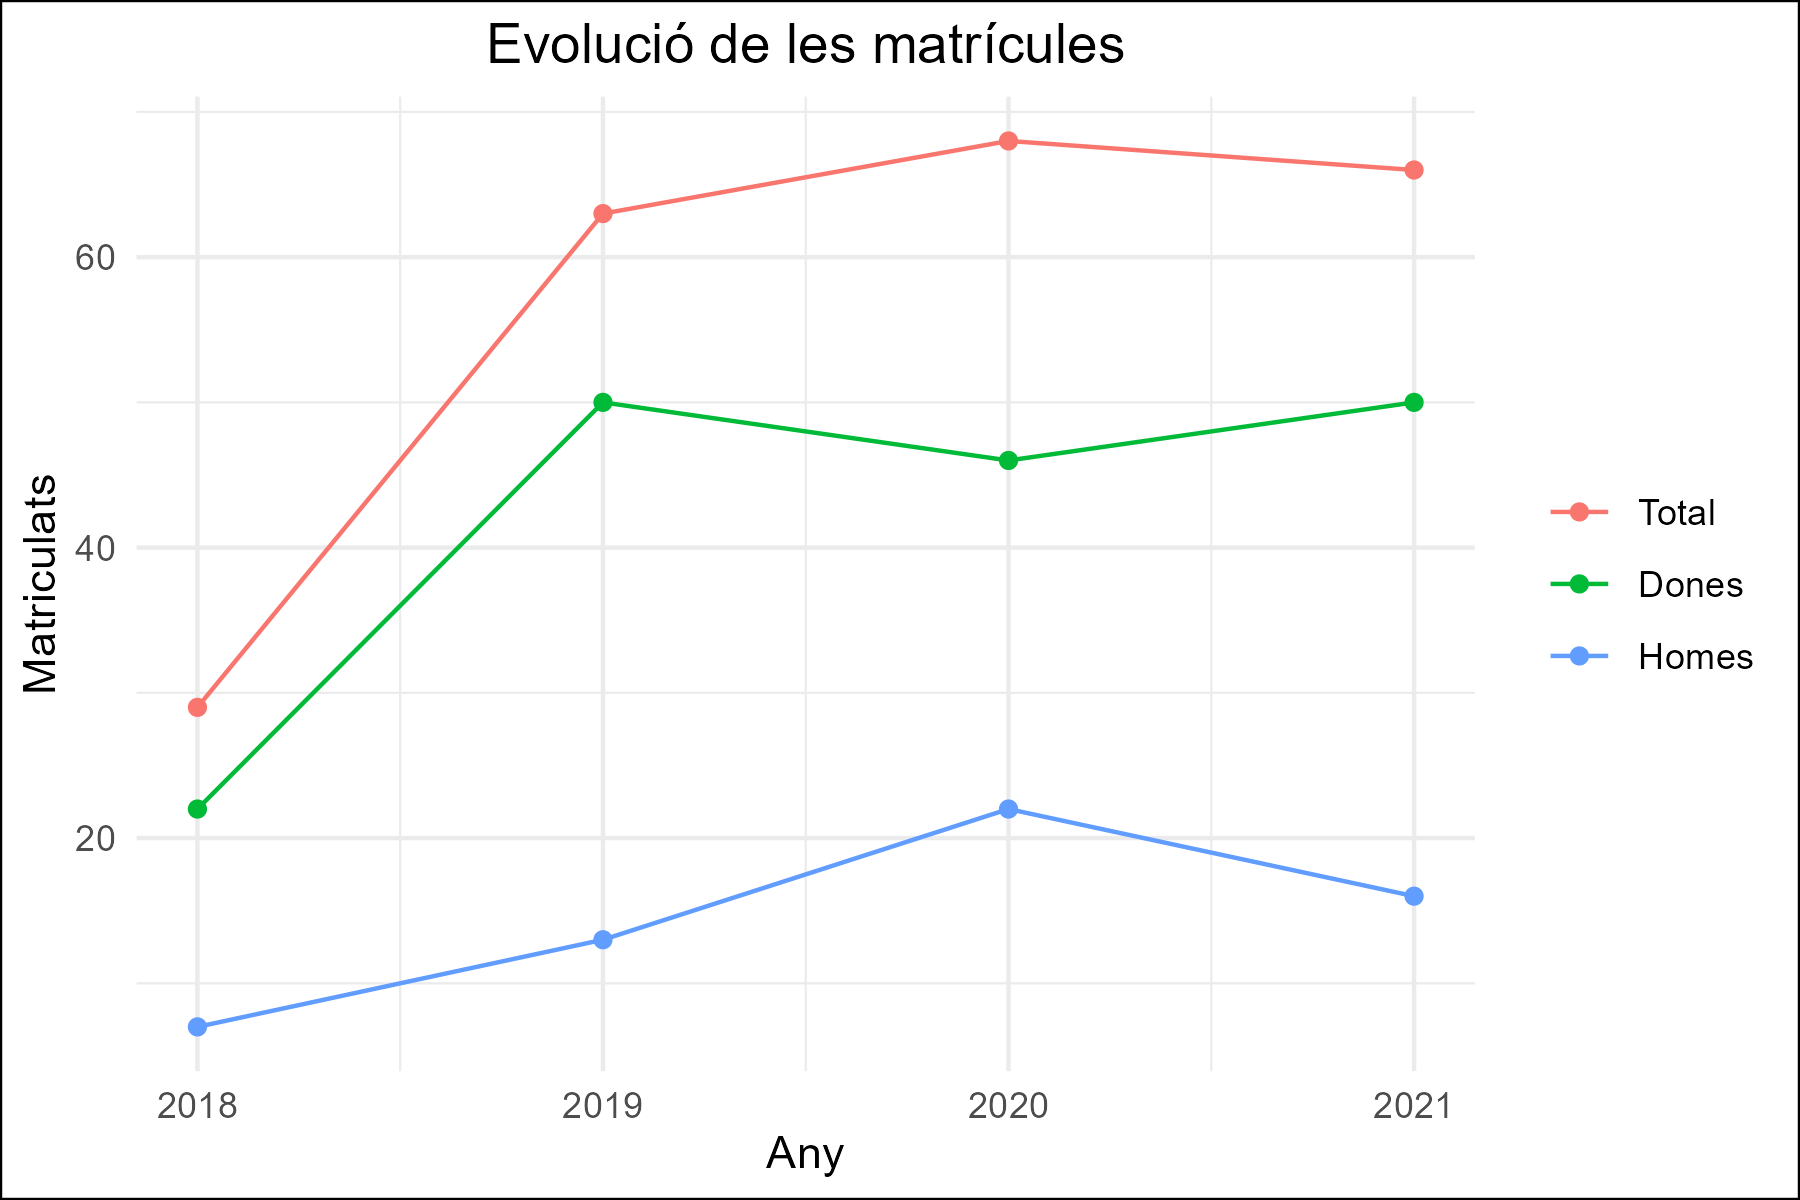 Evolució de les matrícules
60
40
20
Matriculats
2018 2019 2020 2021
Any
Total
Dones
Homes